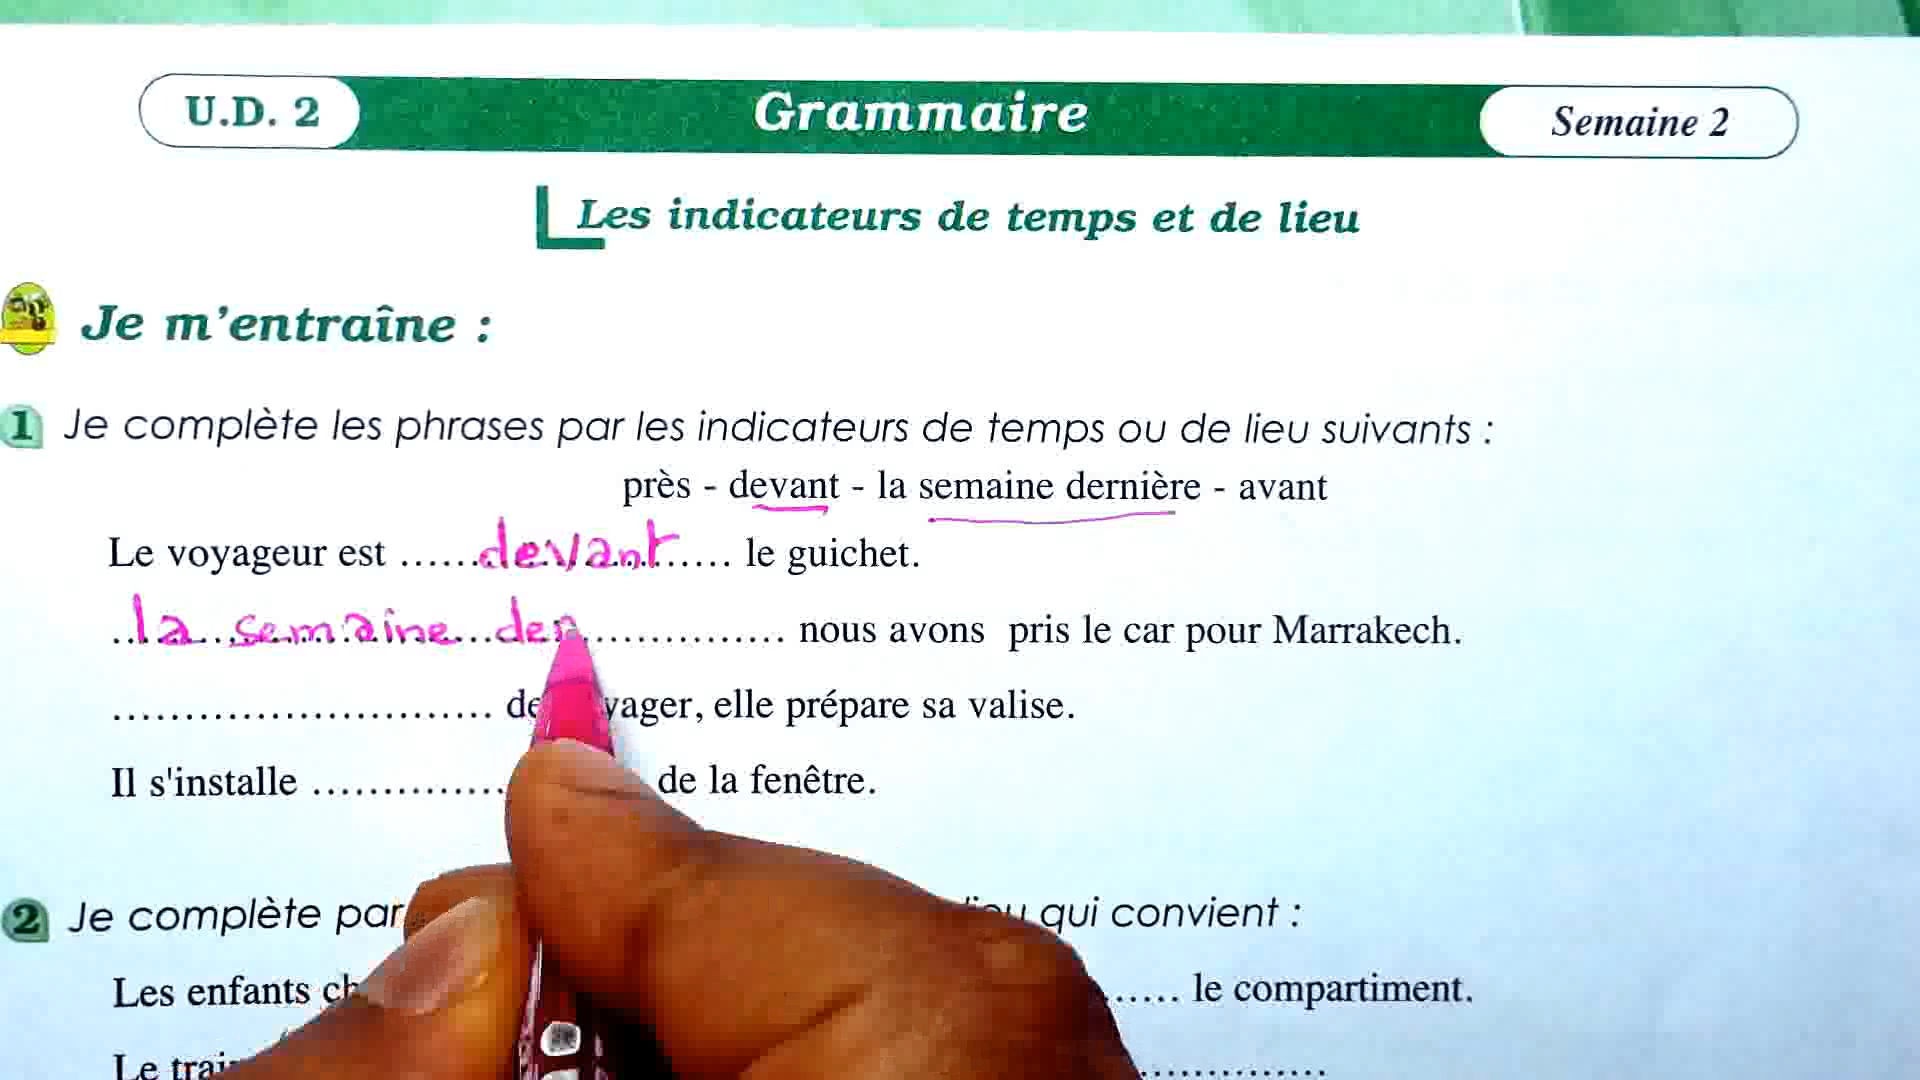 U.D. 2 Grammaire Semaine 2
Les indicateurs de temps et de lieu
Je m'entraîne :
1 Je complète les phrases par les indicateurs de temps ou de lieu suivants :
près - devant - la semaine dernière - avant
Le voyageur est ......devant......... le guichet.
la semaine der................ nous avons pris le car pour Marrakech.
................................ elle prépare sa valise.
Il s'installe ................ de la fenêtre.
2 Je complète par qui convient :
Les enfants ..... le compartiment.
Le ................